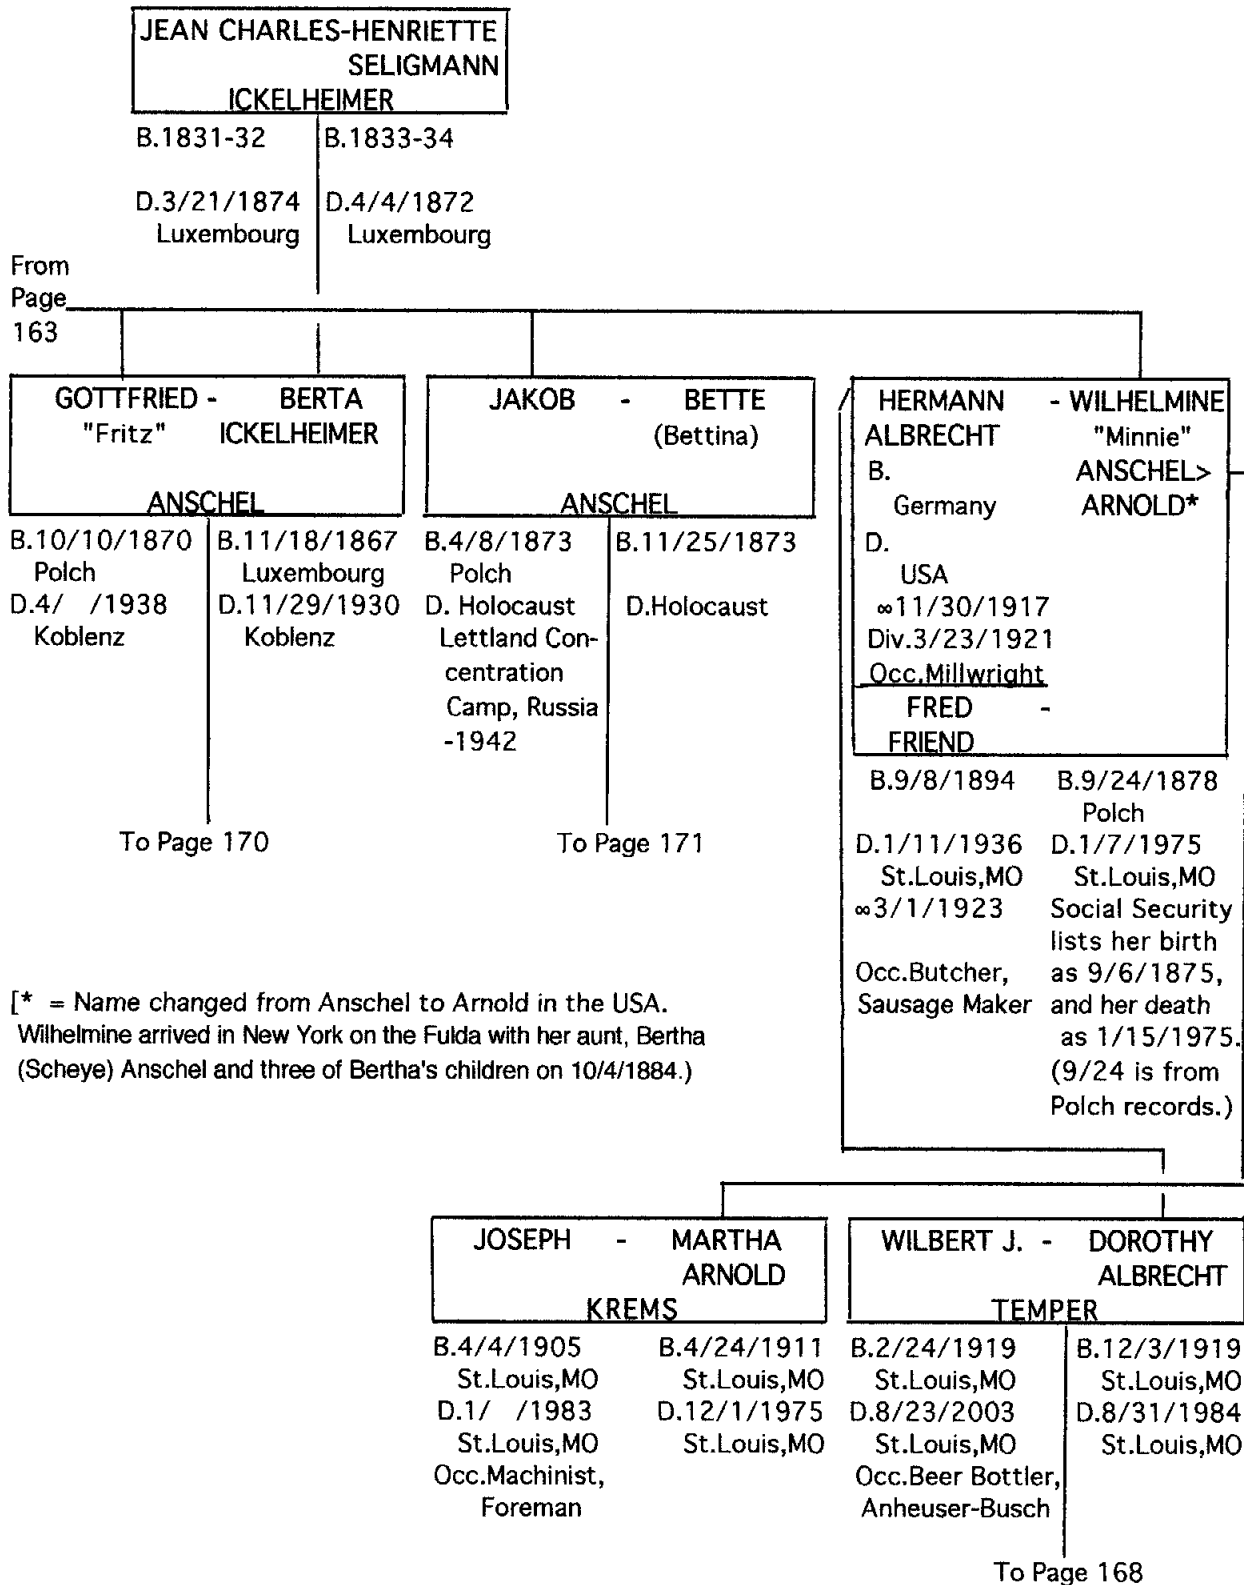 JEAN CHARLES-HENRIETTE
SELIGMANN
ICKELHEIMER
B.1831-32 B.1833-34
D.3/21/1874 D.4/4/1872
Luxembourg Luxembourg
From
Page
163
GOTTFRIED - BERTA
"Fritz" ICKELHEIMER
ANSCHEL
B.10/10/1870 B.11/18/1867
Polch Luxembourg
D.4/ /1938 D.11/29/1930
Koblenz Koblenz
To Page 170
JAKOB - BETTE
(Bettina)
ANSCHEL
B.4/8/1873 B.11/25/1873
Polch
D. Holocaust D.Holocaust
Lettland Con-
centration
Camp, Russia
-1942
To Page 171
HERMANN - WILHELMINE
ALBRECHT "Minnie"
B. ANSCHEL>
Germany ARNOLD*
D.
USA
∞11/30/1917
Div.3/23/1921
Occ.Millwright
FRED -
FRIEND
B.9/8/1894 B.9/24/1878
Polch
D.1/11/1936 D.1/7/1975
St.Louis,MO St.Louis,MO
∞3/1/1923 Social Security
lists her birth
Occ.Butcher, as 9/6/1875,
Sausage Maker and her death
as 1/15/1975.
(9/24 is from
Polch records.)
[* = Name changed from Anschel to Arnold in the USA.
Wilhelmine arrived in New York on the Fulda with her aunt, Bertha
(Scheye) Anschel and three of Bertha's children on 10/4/1884.)
JOSEPH - MARTHA
ARNOLD
KREMS
B.4/4/1905 B.4/24/1911
St.Louis,MO St.Louis,MO
D.1/ /1983 D.12/1/1975
St.Louis,MO St.Louis,MO
Occ.Machinist,
Foreman
WILBERT J. - DOROTHY
ALBRECHT
TEMPER
B.2/24/1919 B.12/3/1919
St.Louis,MO St.Louis,MO
D.8/23/2003 D.8/31/1984
St.Louis,MO St.Louis,MO
Occ.Beer Bottler,
Anheuser-Busch
To Page 168